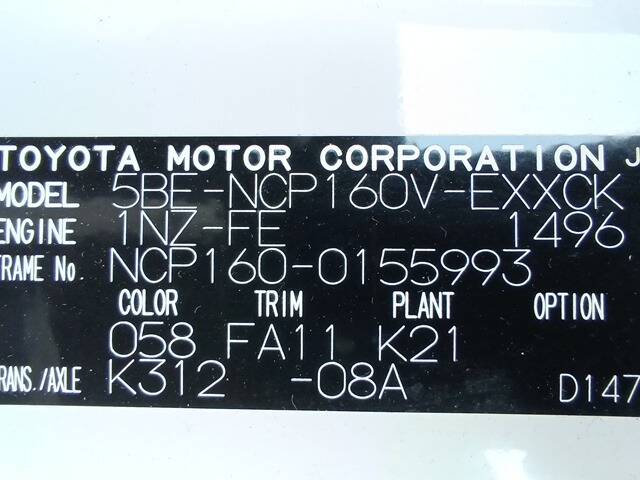 TOYOTA MOTOR CORPORATION J
MODEL 5BE-NCP160V-EXXCK
ENGINE 1NZ-FE 1496
FRAME No. NCP160-0155993
COLOR TRIM PLANT OPTION
058 FA11 K21
TRANS./AXLE K312 -08A D147